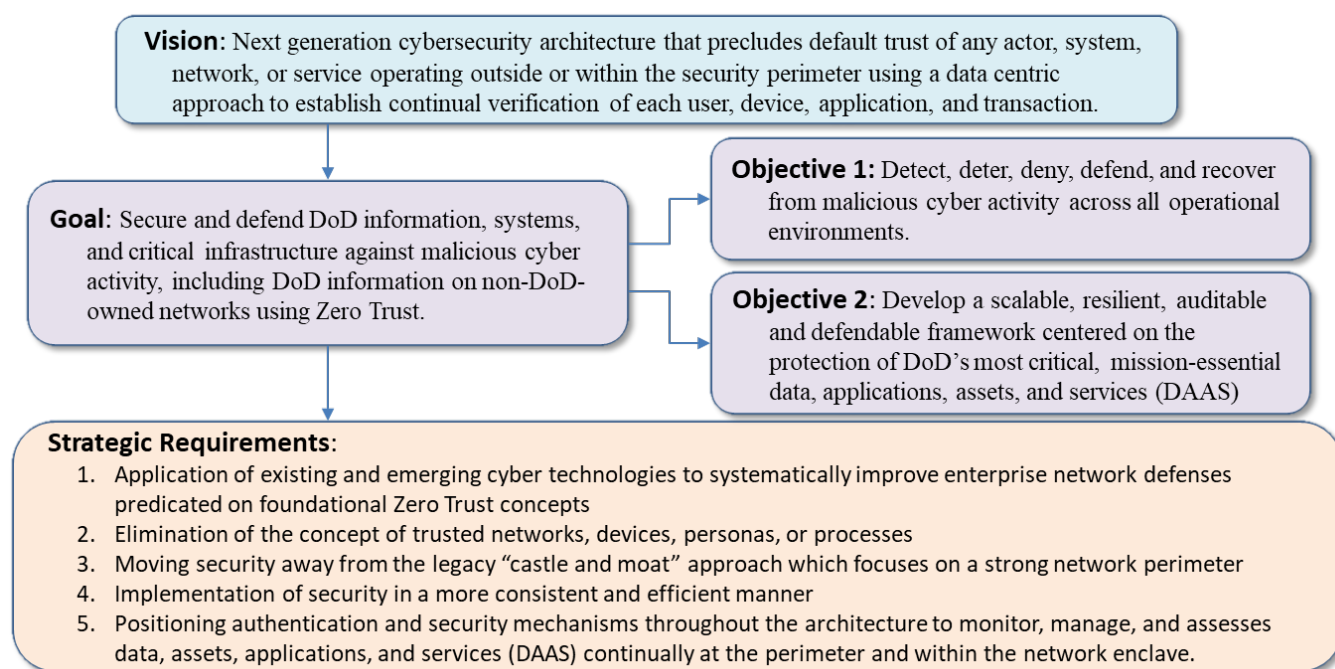 Vision: Next generation cybersecurity architecture that precludes default trust of any actor, system,
network, or service operating outside or within the security perimeter using a data centric
approach to establish continual verification of each user, device, application, and transaction.
Goal: Secure and defend DoD information, systems,
and critical infrastructure against malicious cyber
activity, including DoD information on non-DoD-
owned networks using Zero Trust.
Objective 1: Detect, deter, deny, defend, and recover
from malicious cyber activity across all operational
environments.
Objective 2: Develop a scalable, resilient, auditable
and defendable framework centered on the
protection of DoD’s most critical, mission-essential
data, applications, assets, and services (DAAS)
Strategic Requirements:
1. Application of existing and emerging cyber technologies to systematically improve enterprise network defenses
predicated on foundational Zero Trust concepts
2. Elimination of the concept of trusted networks, devices, personas, or processes
3. Moving security away from the legacy “castle and moat” approach which focuses on a strong network perimeter
4. Implementation of security in a more consistent and efficient manner
5. Positioning authentication and security mechanisms throughout the architecture to monitor, manage, and assesses
data, assets, applications, and services (DAAS) continually at the perimeter and within the network enclave.